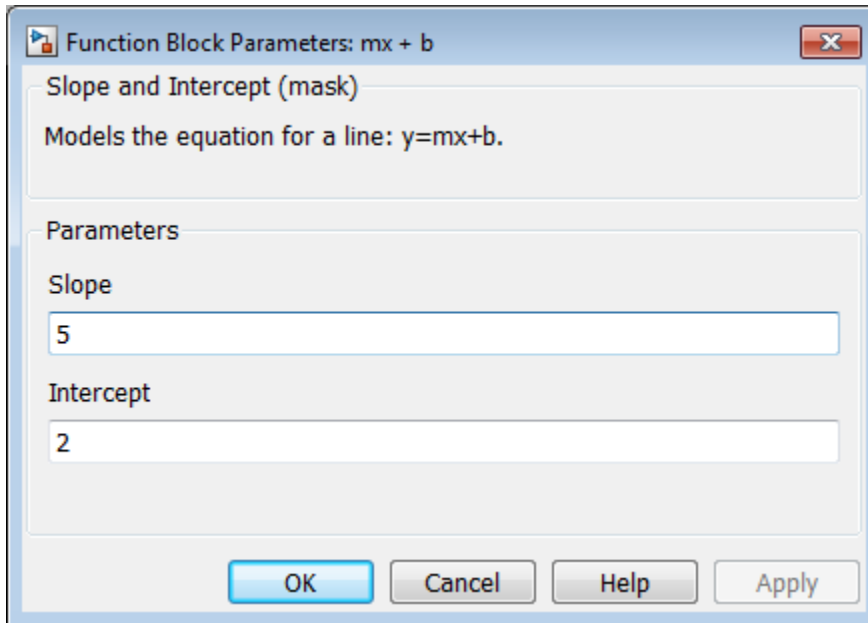 Function Block Parameters: mx + b
Slope and Intercept (mask)
Models the equation for a line: y=mx+b.
Parameters
Slope
5
Intercept
2
OK Cancel Help Apply